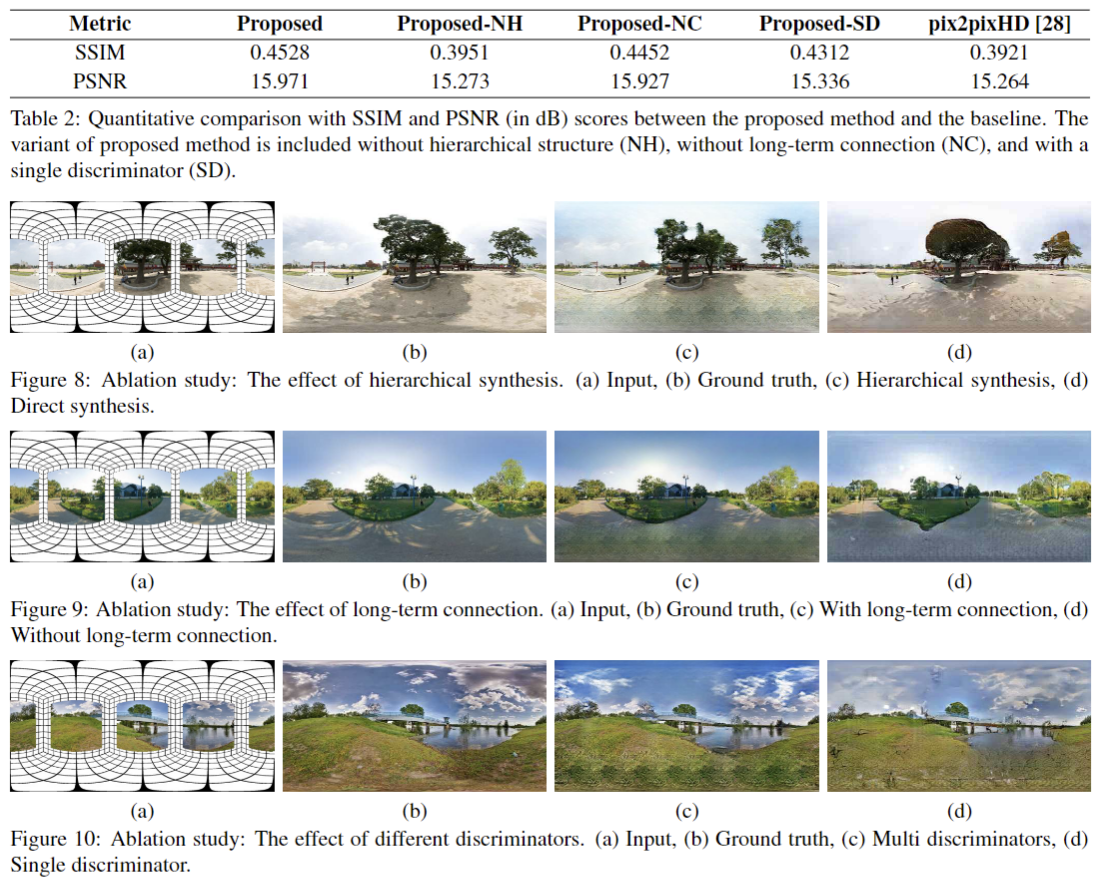 Metric Proposed Proposed-NH Proposed-NC Proposed-SD pix2pixHD [28]
SSIM 0.4528 0.3951 0.4452 0.4312 0.3921
PSNR 15.971 15.273 15.927 15.336 15.264
Table 2: Quantitative comparison with SSIM and PSNR (in dB) scores between the proposed method and the baseline. The
variant of proposed method is included without hierarchical structure (NH), without long-term connection (NC), and with a
single discriminator (SD).
(a) (b) (c) (d)
Figure 8: Ablation study: The effect of hierarchical synthesis. (a) Input, (b) Ground truth, (c) Hierarchical synthesis, (d)
Direct synthesis.
(a) (b) (c) (d)
Figure 9: Ablation study: The effect of long-term connection. (a) Input, (b) Ground truth, (c) With long-term connection, (d)
Without long-term connection.
(a) (b) (c) (d)
Figure 10: Ablation study: The effect of different discriminators. (a) Input, (b) Ground truth, (c) Multi discriminators, (d)
Single discriminator.